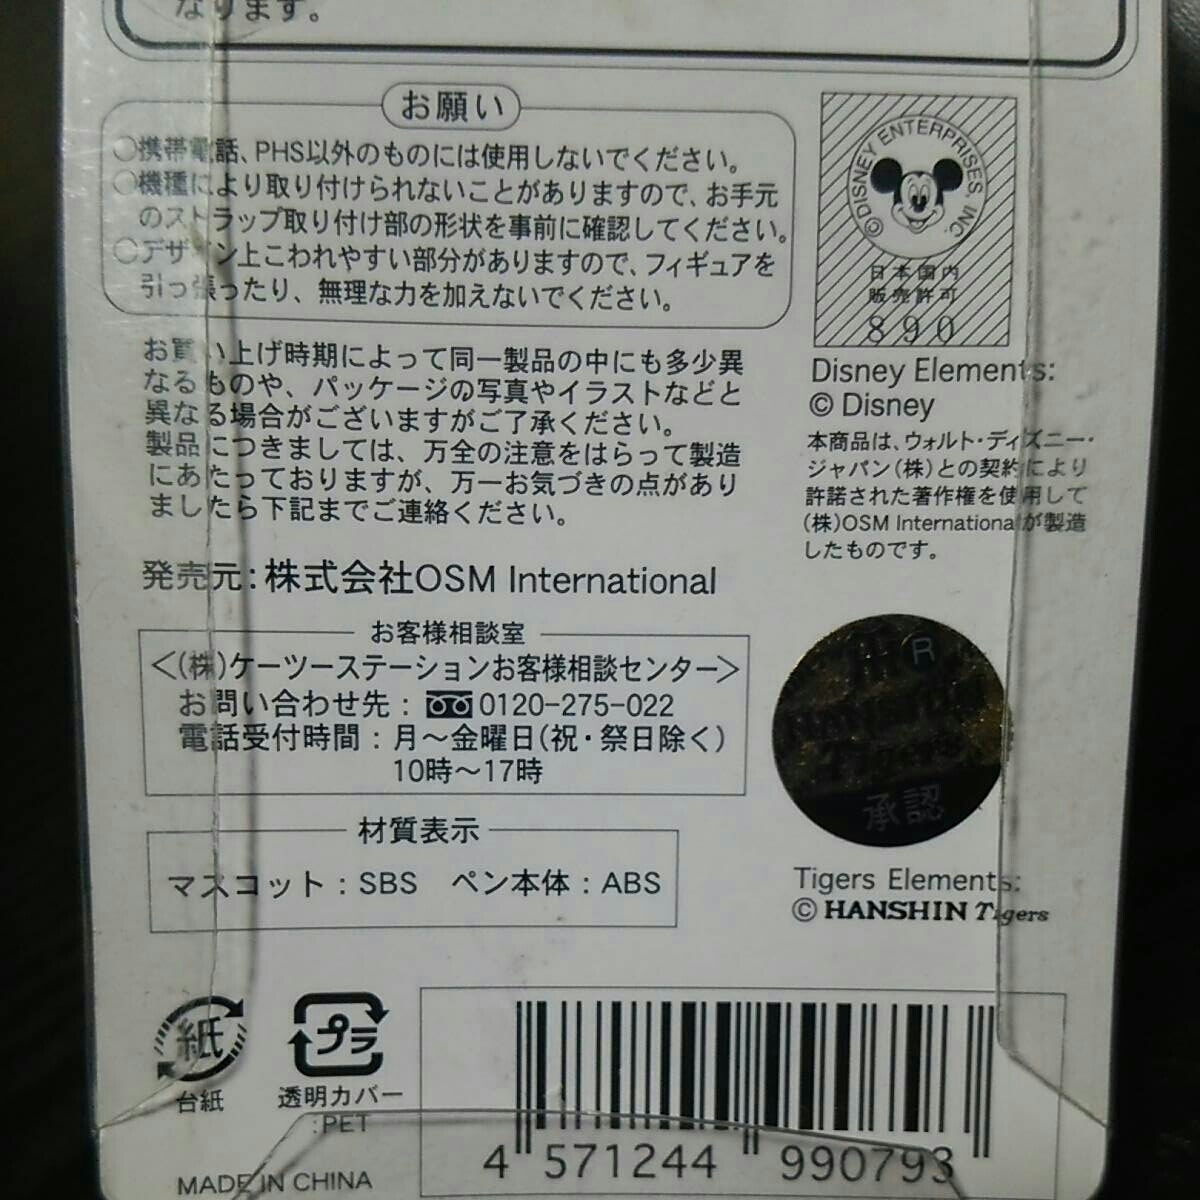 なります。
お願い
○携帯電話、PHS以外のものには使用しないでください。
○機種により取り付けられないことがありますので、お手元
のストラップ取り付け部の形状を事前に確認してください。
○デザイン上こわれやすい部分がありますので、フィギュアを
引っ張ったり、無理な力を加えないでください。
お買い上げ時期によって同一製品の中にも多少異
なるものや、パッケージの写真やイラストなどと
異なる場合がございますがご了承ください。
製品につきましては、万全の注意をはらって製造
にあたっておりますが、万一お気づきの点があり
ましたら下記までご連絡ください。
発売元:株式会社OSM International
お客様相談室
<(株)ケーツーステーションお客様相談センター>
お問い合わせ先: 0120-275-022
電話受付時間:月〜金曜日(祝・祭日除く)
10時〜17時
材質表示
マスコット:SBS ペン本体:ABS
紙
台紙
プラ
透明カバー
:PET
MADE IN CHINA
©DISNEY ENTERPRISES, INC.
日本国内
販売許可
890
Disney Elements:
© Disney
本商品は、ウォルト・ディズニー・
ジャパン(株)との契約により
許諾された著作権を使用して
(株)OSM Internationalが製造
したものです。
R
Hanshin
Tigers
承認
Tigers Elements:
© HANSHIN Tigers
4 571244 990793